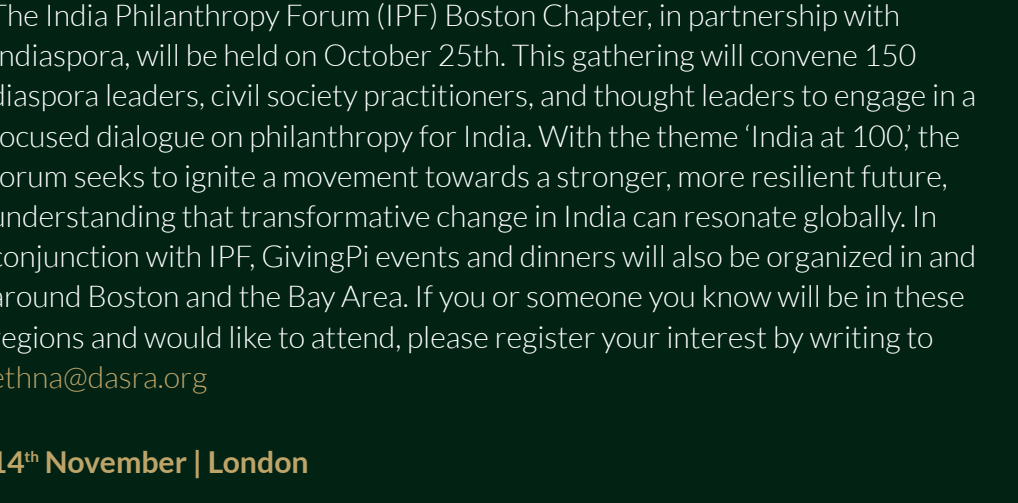 The India Philanthropy Forum (IPF) Boston Chapter, in partnership with
Indiaspora, will be held on October 25th. This gathering will convene 150
diaspora leaders, civil society practitioners, and thought leaders to engage in a
focused dialogue on philanthropy for India. With the theme ‘India at 100,’ the
forum seeks to ignite a movement towards a stronger, more resilient future,
understanding that transformative change in India can resonate globally. In
conjunction with IPF, GivingPi events and dinners will also be organized in and
around Boston and the Bay Area. If you or someone you know will be in these
regions and would like to attend, please register your interest by writing to
ethna@dasra.org
14th November | London